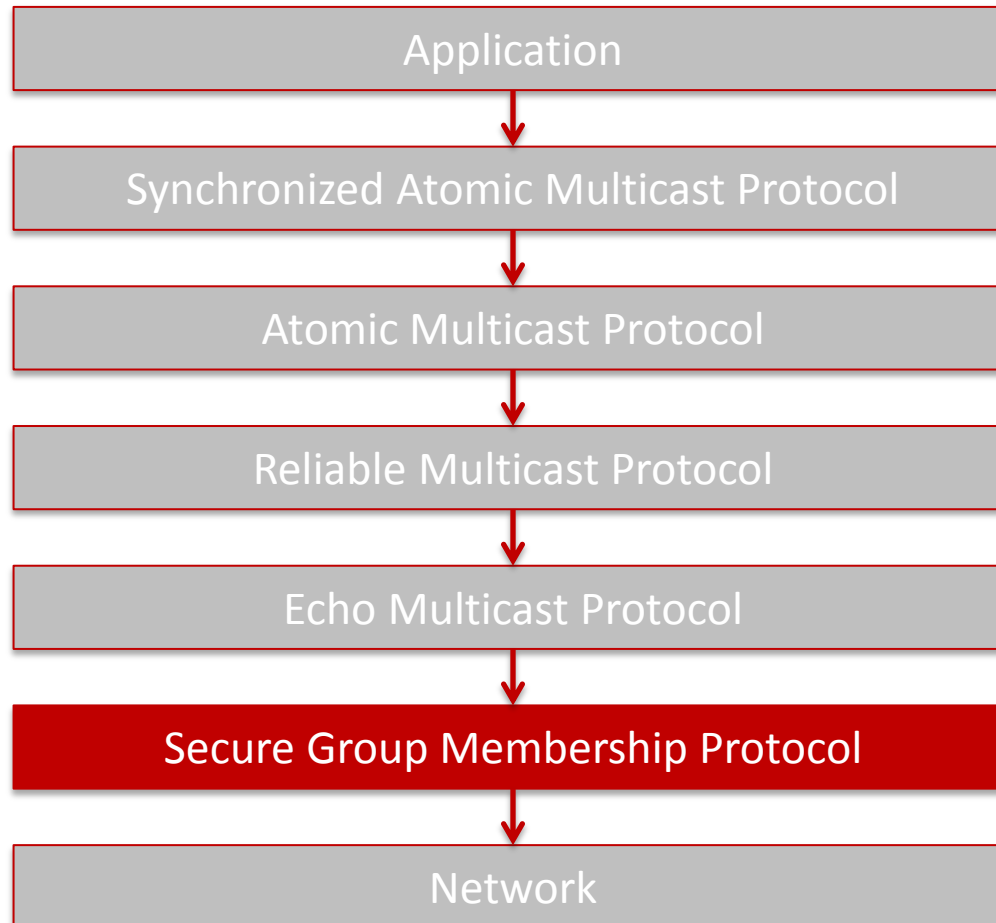 Application
Synchronized Atomic Multicast Protocol
Atomic Multicast Protocol
Reliable Multicast Protocol
Echo Multicast Protocol
Secure Group Membership Protocol
Network